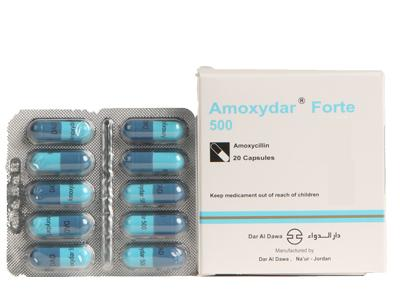 Amoxydar® Forte
500
Amoxycillin
20 Capsules
Keep medicament out of reach of children
Dar Al Dawa دار الدواء
Manufactured by
Dar Al Dawa , Na'ur - Jordan